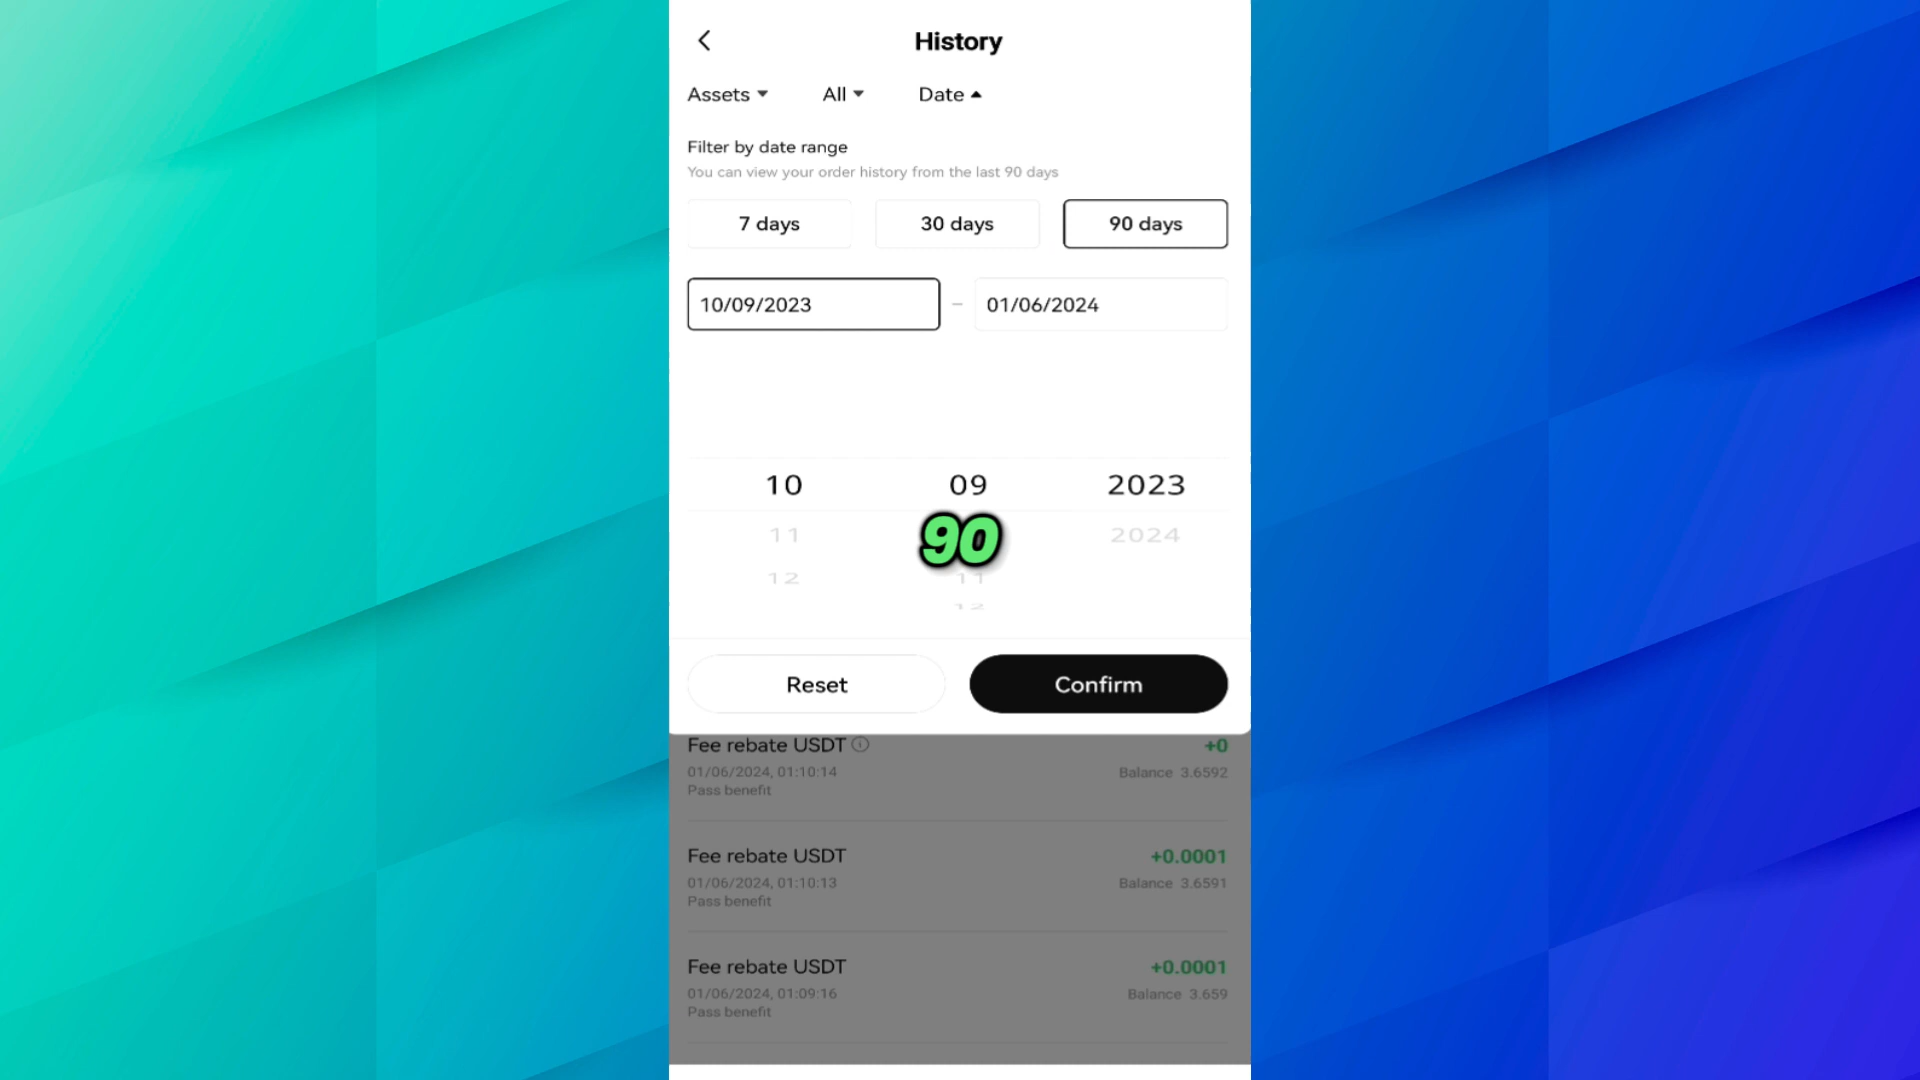 History
Assets All Date
Filter by date range
You can view your order history from the last 90 days
7 days 30 days 90 days
10/09/2023 – 01/06/2024
10 09 2023
11 90 2024
12 11
12
Reset Confirm
Fee rebate USDT +0
01/06/2024, 01:10:14 Balance 3.6592
Pass benefit
Fee rebate USDT +0.0001
01/06/2024, 01:10:13 Balance 3.6591
Pass benefit
Fee rebate USDT +0.0001
01/06/2024, 01:09:16 Balance 3.659
Pass benefit